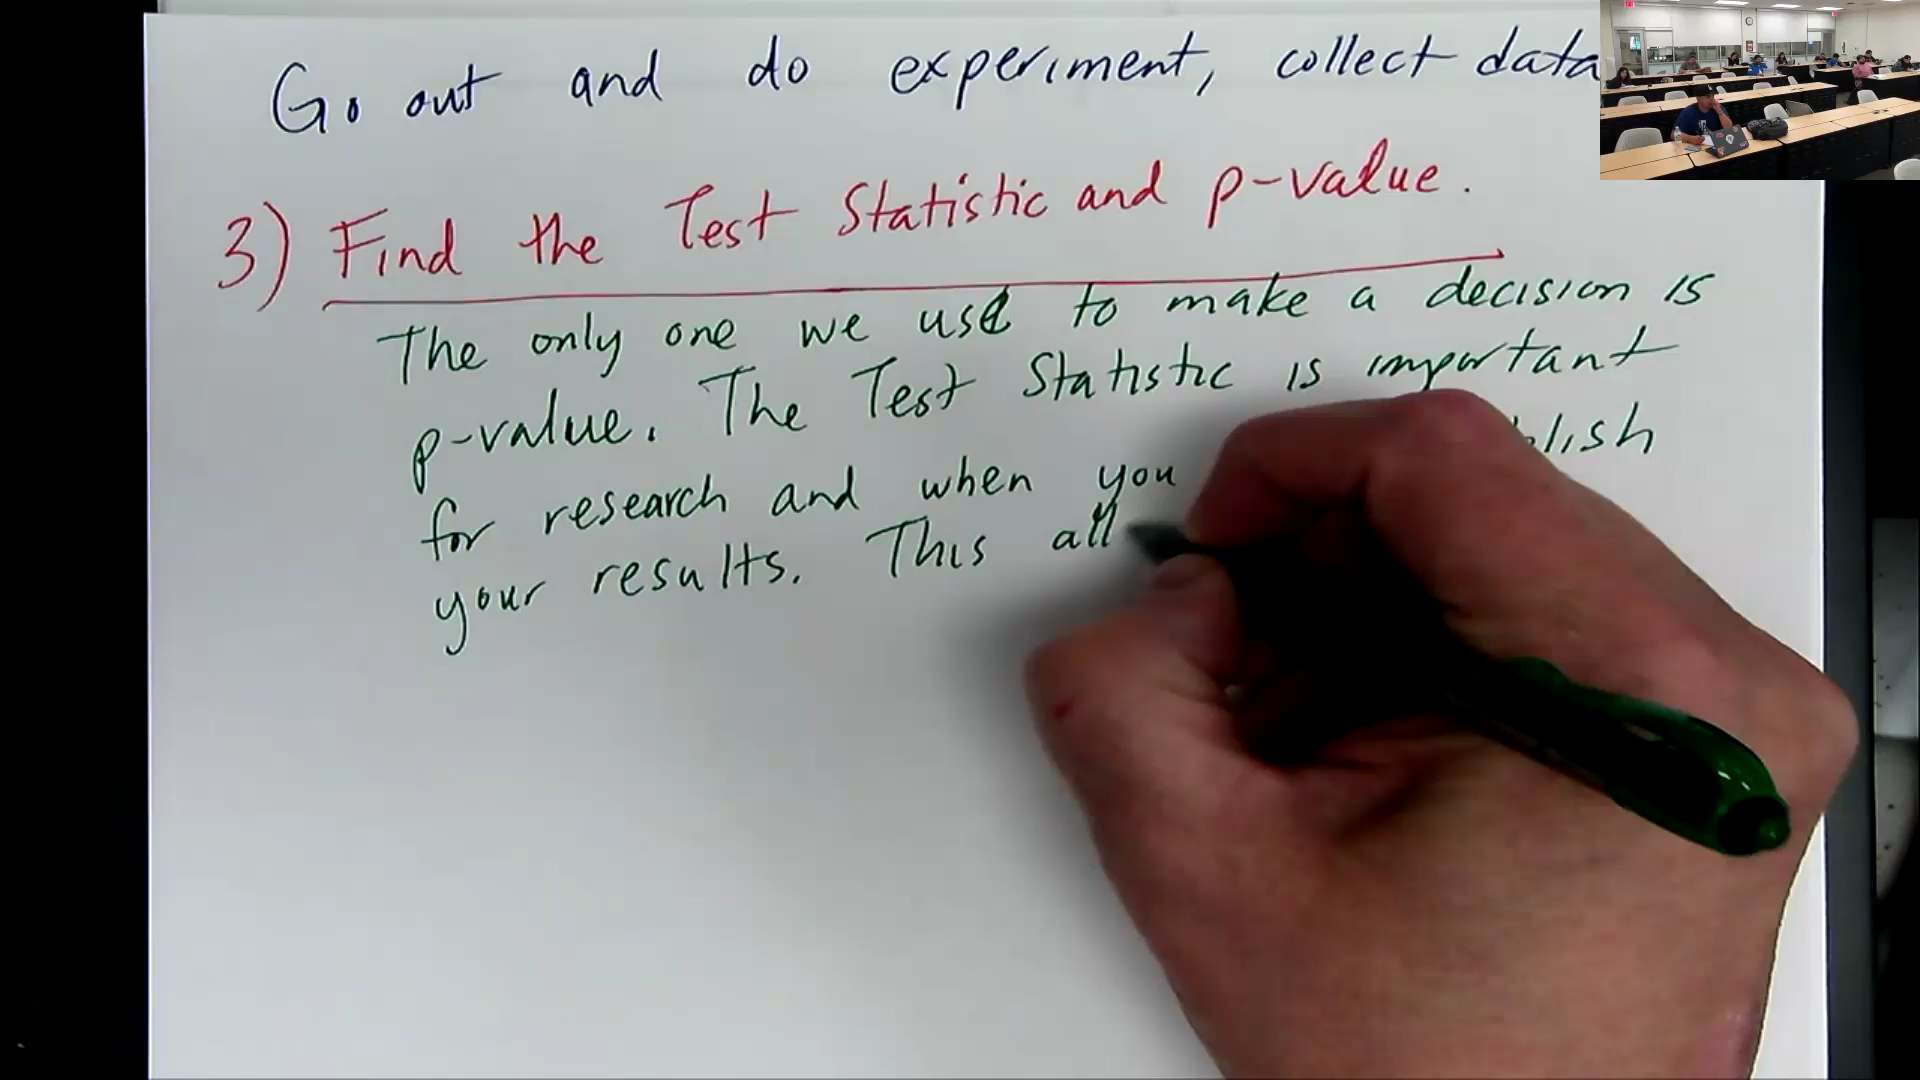 Go out and do experiment, collect data
3) Find the Test Statistic and p-value.
The only one we use to make a decision is
p-value. The Test Statistic is important
for research and when you
your results. This all